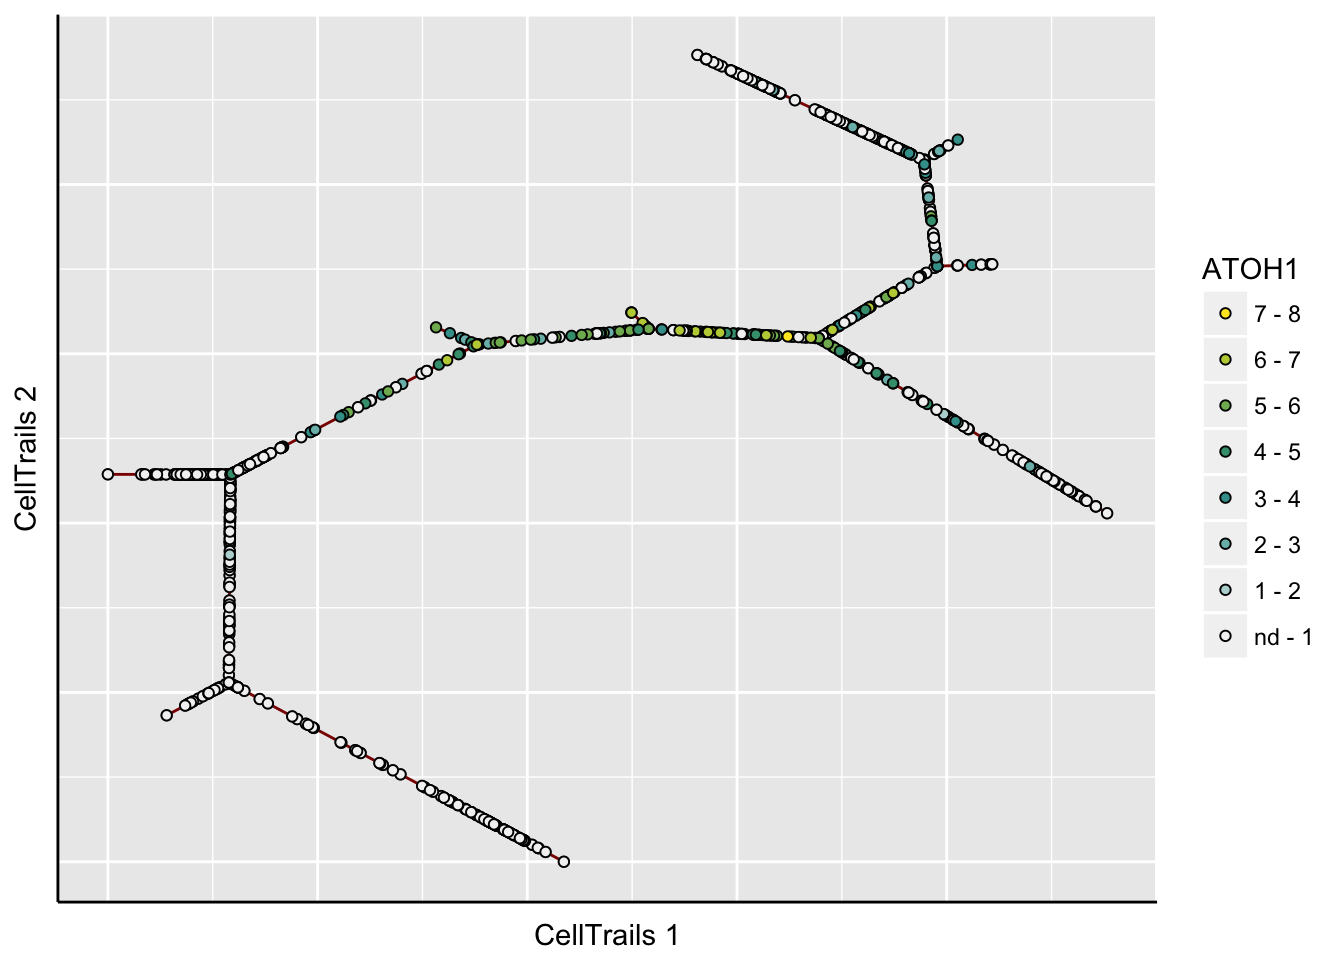 CellTrails 2
CellTrails 1
ATOH1
7 - 8
6 - 7
5 - 6
4 - 5
3 - 4
2 - 3
1 - 2
nd - 1